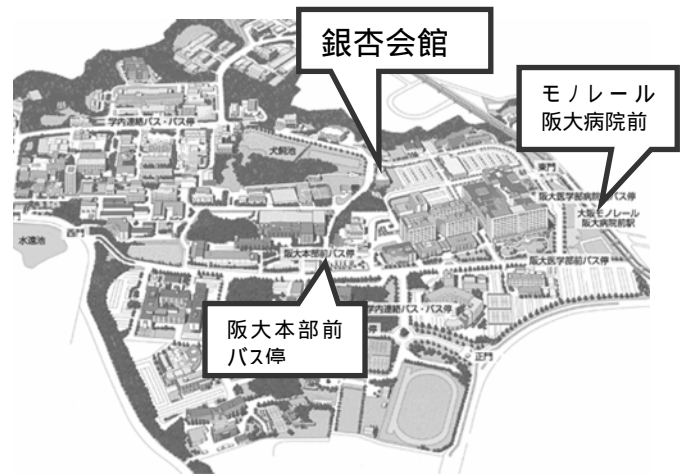 銀杏会館
モノレール
阪大病院前
学内連絡バス・バス停
犬飼池
東門
阪大医学部病院前バス停
大阪モノレール
阪大病院前駅
西門
水遠池
阪大本部前バス停
阪大医学部前バス停
阪大本部前
バス停
学内連絡バス・バス停
正門